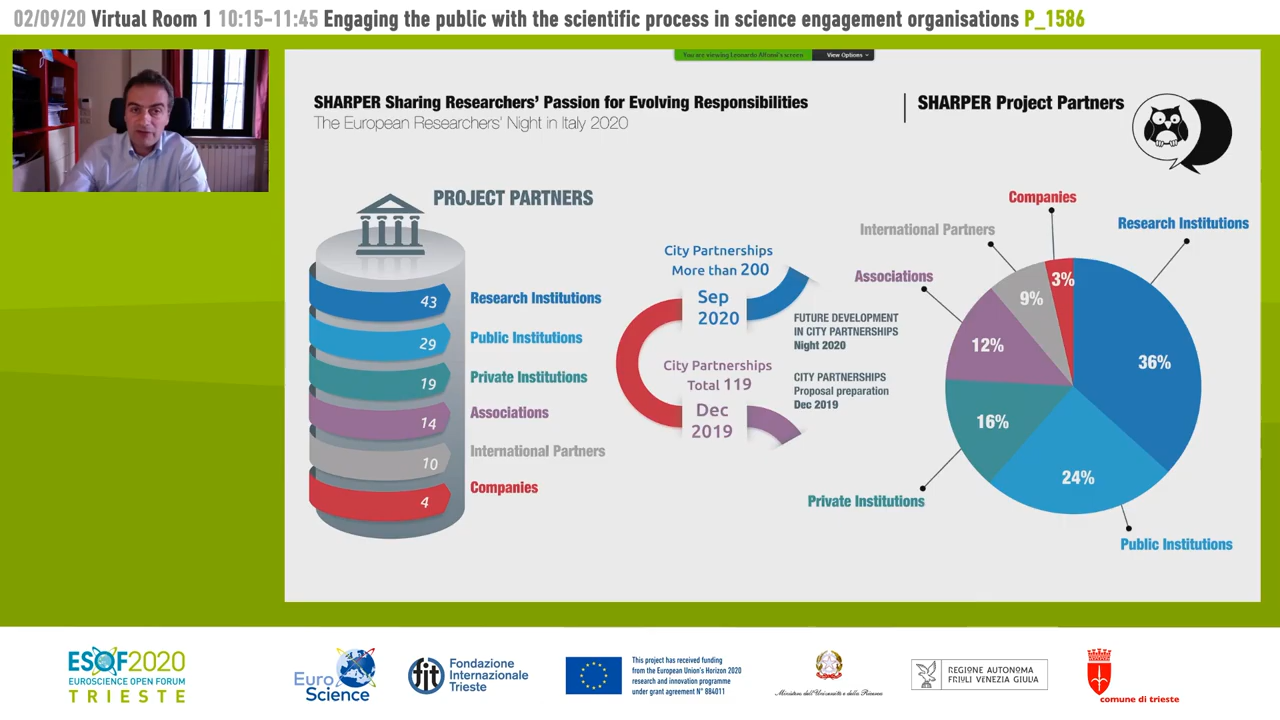 02/09/20 Virtual Room 1 10:15-11:45 Engaging the public with the scientific process in science engagement organisations P_1586
You are viewing Leonardo Alfonsi's screen View Options
SHARPER Sharing Researchers' Passion for Evolving Responsibilities
The European Researchers' Night in Italy 2020
SHARPER Project Partners
PROJECT PARTNERS
43 Research Institutions
29 Public Institutions
19 Private Institutions
14 Associations
10 International Partners
4 Companies
City Partnerships
More than 200
Sep
2020
City Partnerships
Total 119
Dec
2019
FUTURE DEVELOPMENT
IN CITY PARTNERSHIPS
Night 2020
CITY PARTNERSHIPS
Proposal preparation
Dec 2019
Companies
Research Institutions
International Partners
Associations
3%
9%
12%
36%
16%
24%
Private Institutions
Public Institutions
ESOF2020
EUROSCIENCE OPEN FORUM
TRIESTE
Euro
Science
fit
Fondazione
Internazionale
Trieste
This project has received funding
from the European Union's Horizon 2020
research and innovation programme
under grant agreement N° 884011
Ministero dell'Università e della Ricerca
REGIONE AUTONOMA
FRIULI VENEZIA GIULIA
comune di trieste